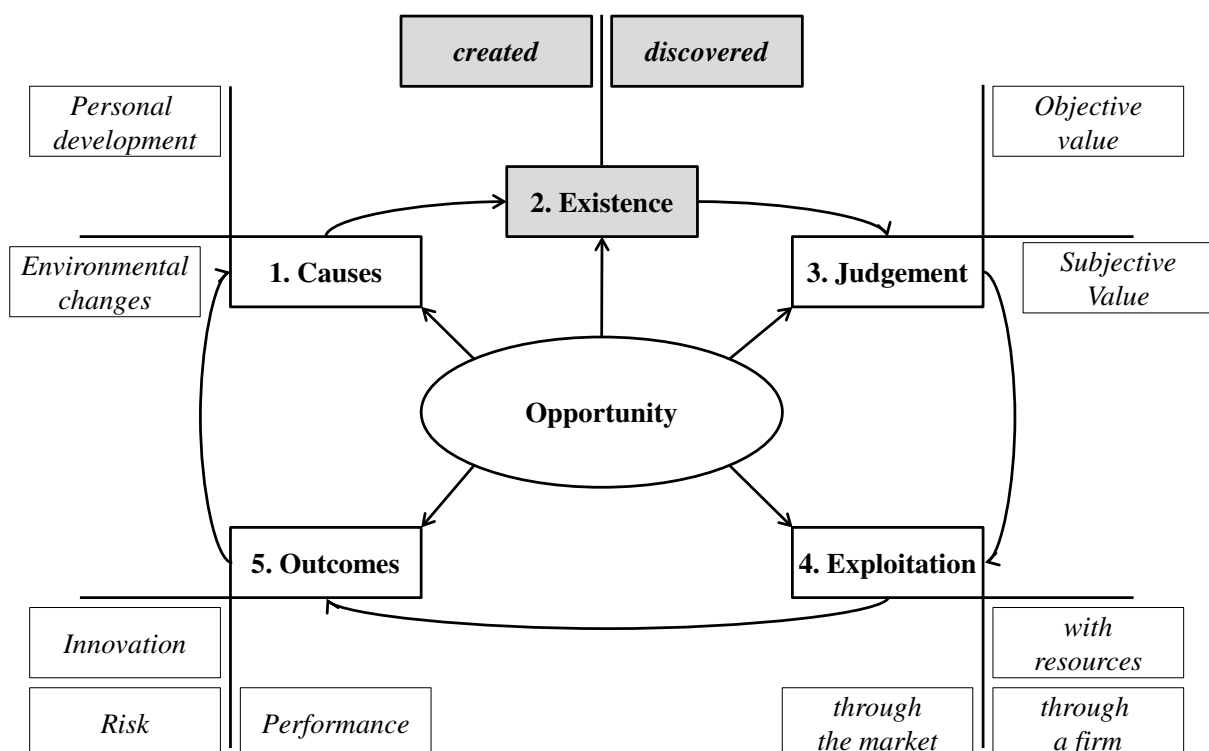 created
discovered
Personal
development
Objective
value
2. Existence
Environmental
changes
1. Causes
3. Judgement
Subjective
Value
Opportunity
5. Outcomes
4. Exploitation
Innovation
with
resources
Risk
Performance
through
the market
through
a firm